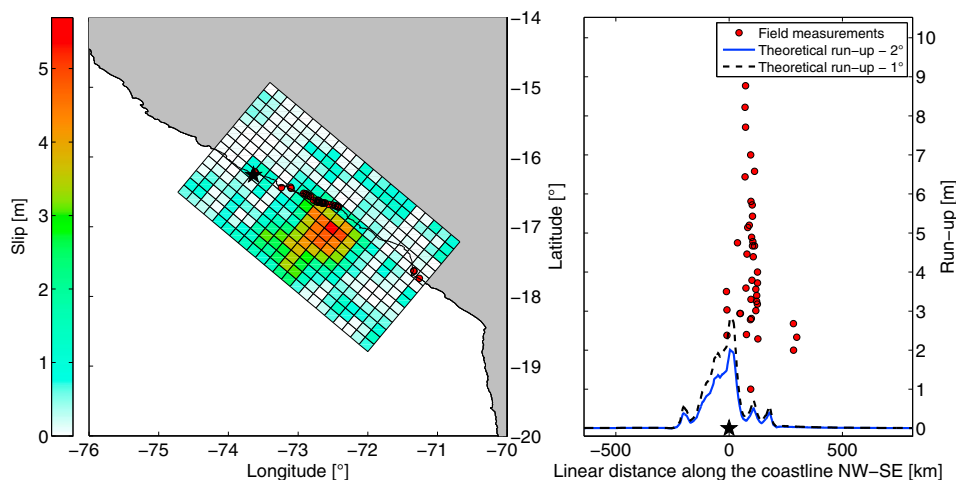 Slip [m]
5
4
3
2
1
0
−14
−15
−16
−17
−18
−19
−20
Latitude [°]
−76 −75 −74 −73 −72 −71 −70
Longitude [°]
Field measurements
Theoretical run−up − 2°
Theoretical run−up − 1°
10
9
8
7
6
5
4
3
2
1
0
Run−up [m]
−500 0 500
Linear distance along the coastline NW−SE [km]